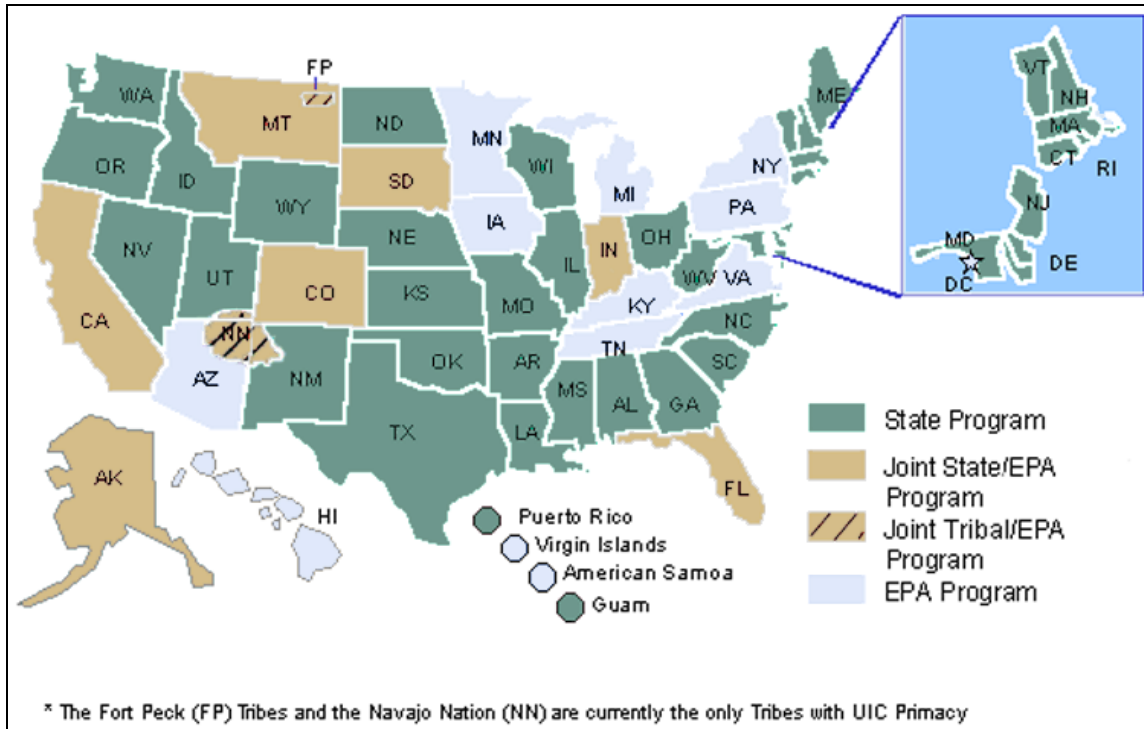 FP
WA
MT
ND
MN
ME
VT
NH
MA
CT
RI
OR
ID
SD
WI
NY
MI
WY
PA
NJ
IA
NV
NE
IN
OH
MD
DE
DC
UT
CO
IL
WV
VA
KS
MO
KY
CA
NN
NC
TN
AZ
NM
OK
AR
SC
MS
AL
GA
TX
LA
AK
FL
HI
State Program
Joint State/EPA
Program
Joint Tribal/EPA
Program
EPA Program
Puerto Rico
Virgin Islands
American Samoa
Guam
* The Fort Peck (FP) Tribes and the Navajo Nation (NN) are currently the only Tribes with UIC Primacy